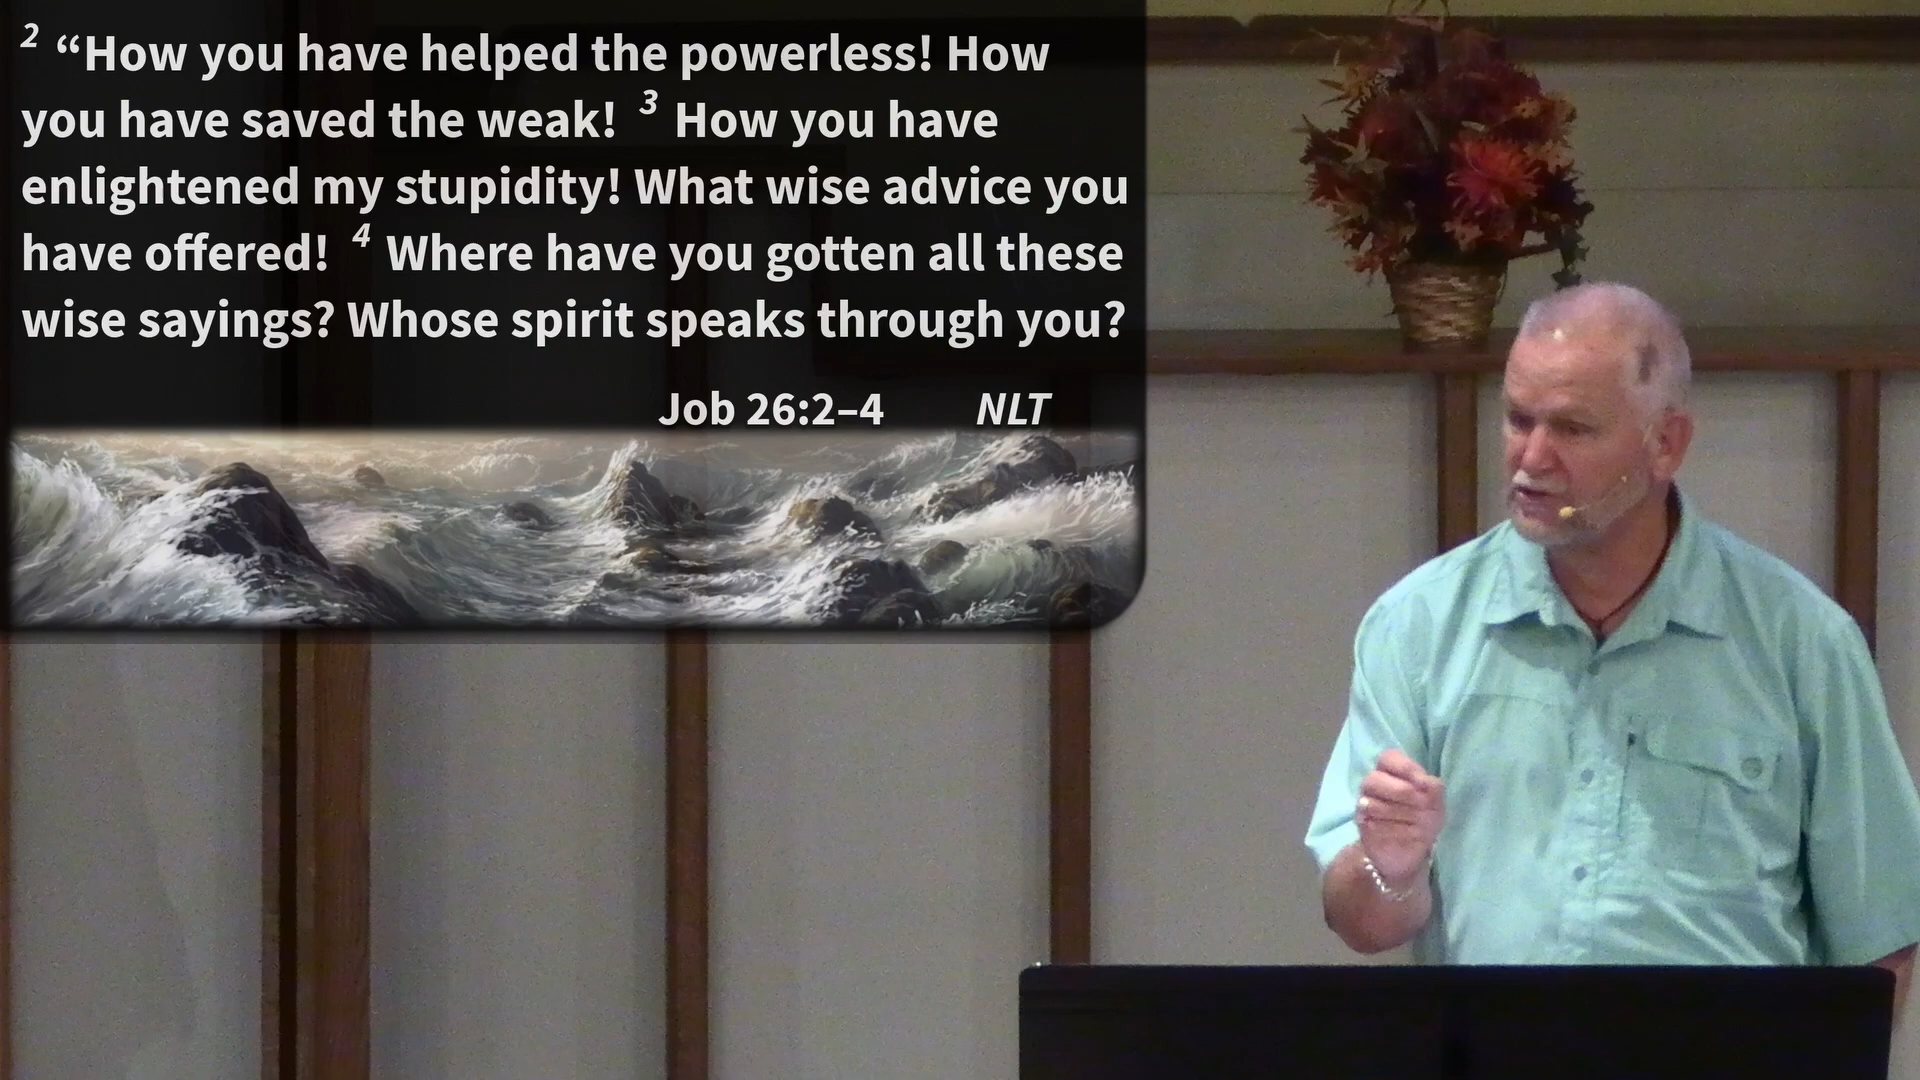 2 “How you have helped the powerless! How
you have saved the weak! 3 How you have
enlightened my stupidity! What wise advice you
have offered! 4 Where have you gotten all these
wise sayings? Whose spirit speaks through you?
Job 26:2–4 NLT